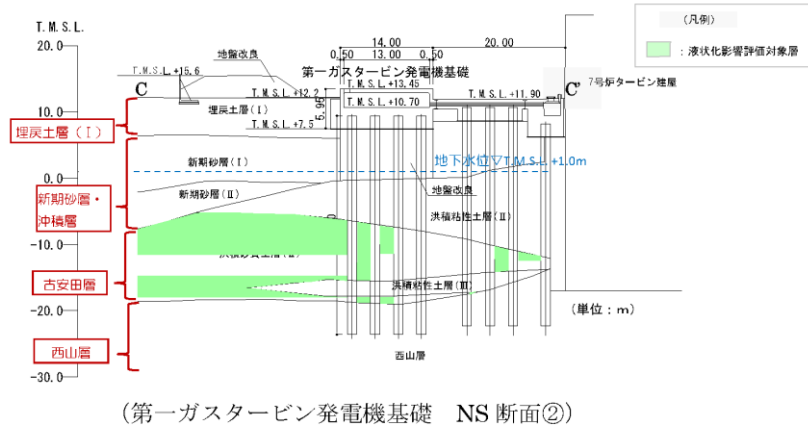 T.M.S.L.
20.0
10.0
0.0
-10.0
-20.0
-30.0
(凡例)
:液状化影響評価対象層
14.00
20.00
0.50 13.00 0.50
地盤改良
第一ガスタービン発電機基礎
T.M.S.L.+15.6
T.M.S.L.+13.45
C
C'
7号炉タービン建屋
T.M.S.L.+12.2
T.M.S.L.+11.90
埋戻土層(Ⅰ)
5.95
T.M.S.L.+10.70
埋戻土層(Ⅰ)
T.M.S.L.+7.5
新期砂層(Ⅰ)
地下水位▽T.M.S.L.+1.0m
地盤改良
新期砂層(Ⅱ)
新期砂層・
沖積層
洪積粘性土層(Ⅱ)
古安田層
洪積粘性土層(Ⅲ)
(単位:m)
西山層
西山層
(第一ガスタービン発電機基礎 NS断面②)